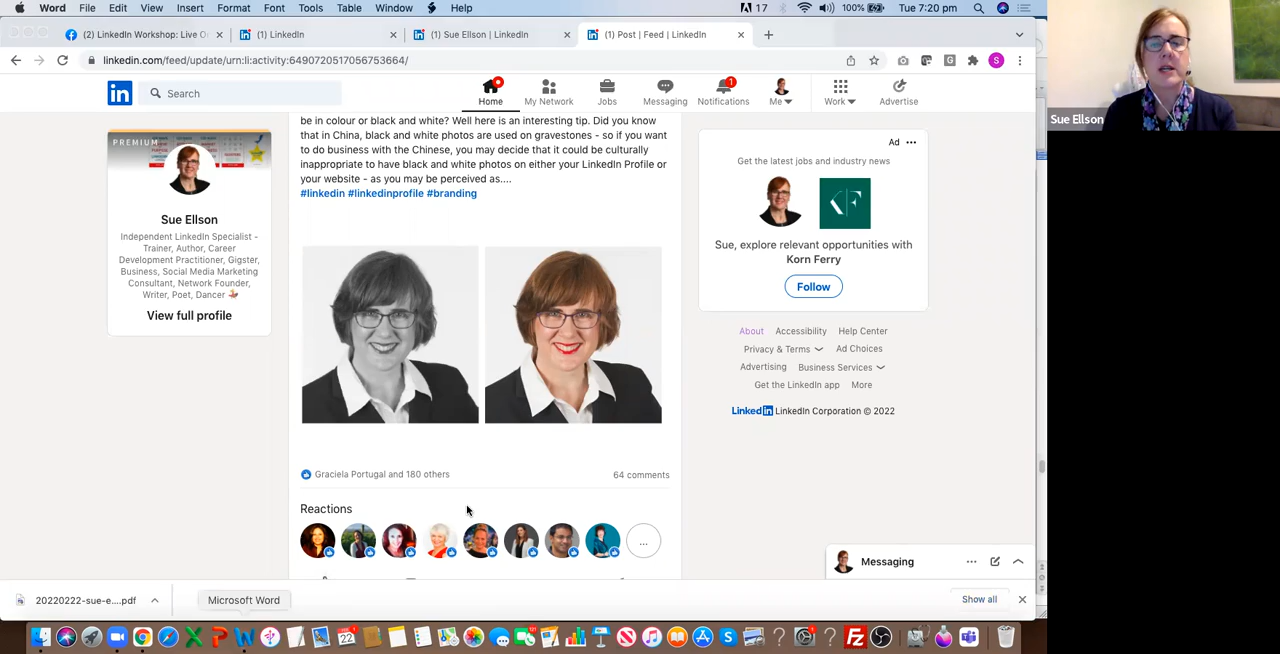 Word File Edit View Insert Format Font Tools Table Window Help
17 100% Tue 7:20 pm
(2) LinkedIn Workshop: Live O
(1) LinkedIn
(1) Sue Ellson | LinkedIn
(1) Post | Feed | LinkedIn
linkedin.com/feed/update/urn:li:activity:6490720517056753664/
S
in
Search
Home
My Network
Jobs
Messaging
1
Notifications
Me
Work
Advertise
PREMIUM
Sue Ellson
Independent LinkedIn Specialist -
Trainer, Author, Career
Development Practitioner, Gigster,
Business, Social Media Marketing
Consultant, Network Founder,
Writer, Poet, Dancer
View full profile
be in colour or black and white? Well here is an interesting tip. Did you know
that in China, black and white photos are used on gravestones - so if you want
to do business with the Chinese, you may decide that it could be culturally
inappropriate to have black and white photos on either your LinkedIn Profile or
your website - as you may be perceived as....
#linkedin #linkedinprofile #branding
Graciela Portugal and 180 others
64 comments
Reactions
...
Ad
Get the latest jobs and industry news
KF
Sue, explore relevant opportunities with
Korn Ferry
Follow
About Accessibility Help Center
Privacy & Terms Ad Choices
Advertising Business Services
Get the LinkedIn app More
LinkedIn LinkedIn Corporation © 2022
Messaging
20220222-sue-e....pdf
Microsoft Word
Show all
22
Sue Ellson